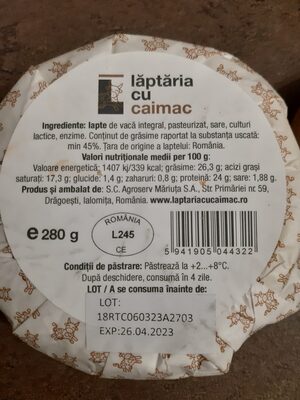 lăptăria
cu
caimac
Ingrediente: lapte de vacă integral, pasteurizat, sare, culturi
lactice, enzime. Conținut de grăsime raportat la substanța uscată:
min 45%. Țara de origine a laptelui: România.
Valori nutriționale medii per 100 g:
Valoare energetică: 1407 kj/339 kcal; grăsime: 26,3 g; acizi grași
saturați: 17,3 g; glucide: 1,4 g; zaharuri: 0,8 g; proteină: 24 g; sare: 1,88 g.
Produs și ambalat de: S.C. Agroserv Măriuța S.A., Str Primăriei nr. 59,
Drăgoești, Ialomița, România. www.laptariacucaimac.ro
e 280 g
ROMÂNIA
L245
CE
5 941905 044322
Condiții de păstrare: Păstrează la +2...+8°C.
După deschidere, consumă în 4 zile.
LOT / A se consuma înainte de:
LOT:
18RTC060323A2703
EXP:26.04.2023